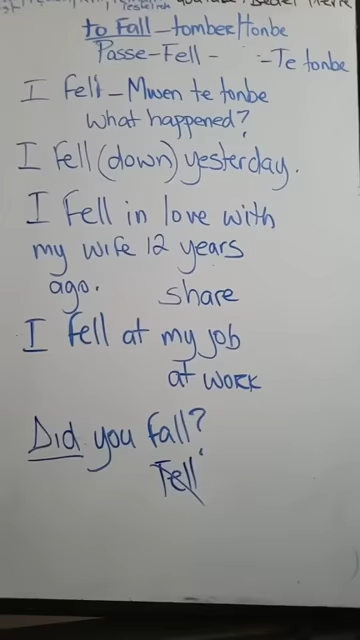 to Fall - tomber/tonbe
Passe - Fell - - Te tonbe
I Fell - Mwen te tonbe
What happened?
I Fell (down) yesterday.
I Fell in love with
my wife 12 years
ago. share
I fell at my job
at work
Did you fall?
Fell